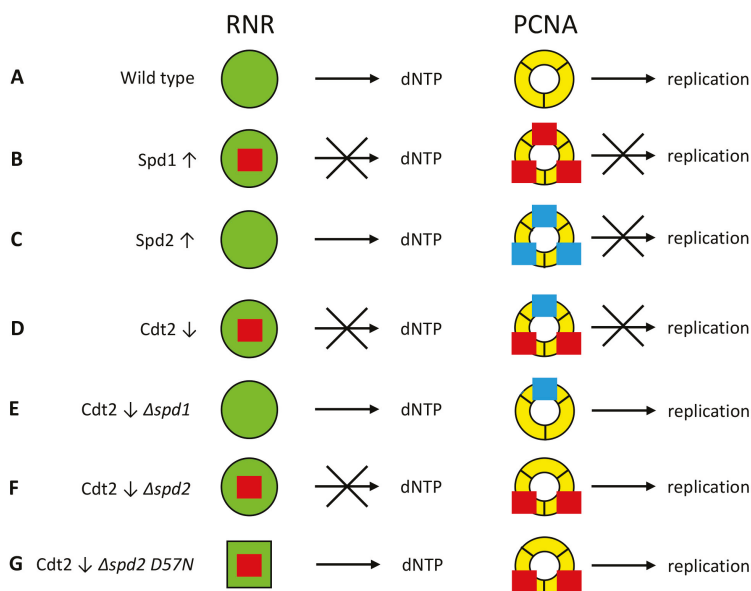 RNR PCNA
A Wild type dNTP replication
B Spd1 ↑ dNTP replication
C Spd2 ↑ dNTP replication
D Cdt2 ↓ dNTP replication
E Cdt2 ↓ Δspd1 dNTP replication
F Cdt2 ↓ Δspd2 dNTP replication
G Cdt2 ↓ Δspd2 D57N dNTP replication